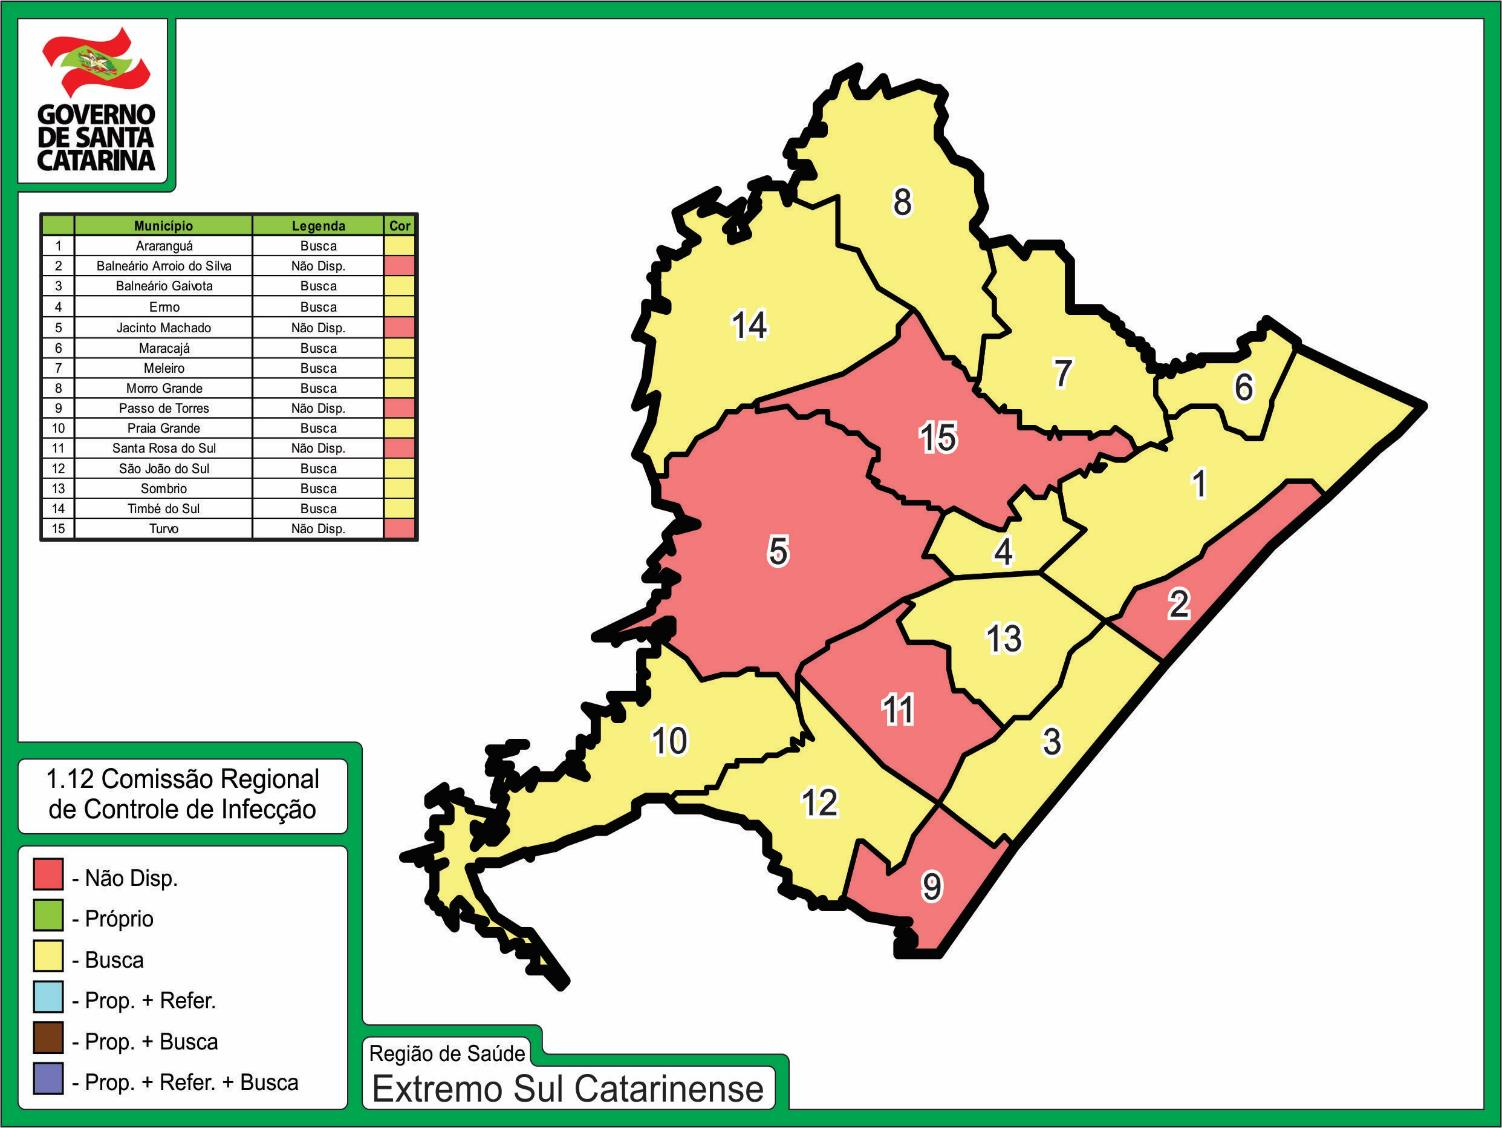 GOVERNO
DE SANTA
CATARINA
Município Legenda Cor
1 Araranguá Busca
2 Balneário Arroio do Silva Não Disp.
3 Balneário Gaivota Busca
4 Ermo Busca
5 Jacinto Machado Não Disp.
6 Maracajá Busca
7 Meleiro Busca
8 Morro Grande Busca
9 Passo de Torres Não Disp.
10 Praia Grande Busca
11 Santa Rosa do Sul Não Disp.
12 São João do Sul Busca
13 Sombrio Busca
14 Timbé do Sul Busca
15 Turvo Não Disp.
8
14
7
6
15
1
5
4
2
13
11
10
3
12
9
1.12 Comissão Regional
de Controle de Infecção
- Não Disp.
- Próprio
- Busca
- Prop. + Refer.
- Prop. + Busca
- Prop. + Refer. + Busca
Região de Saúde
Extremo Sul Catarinense